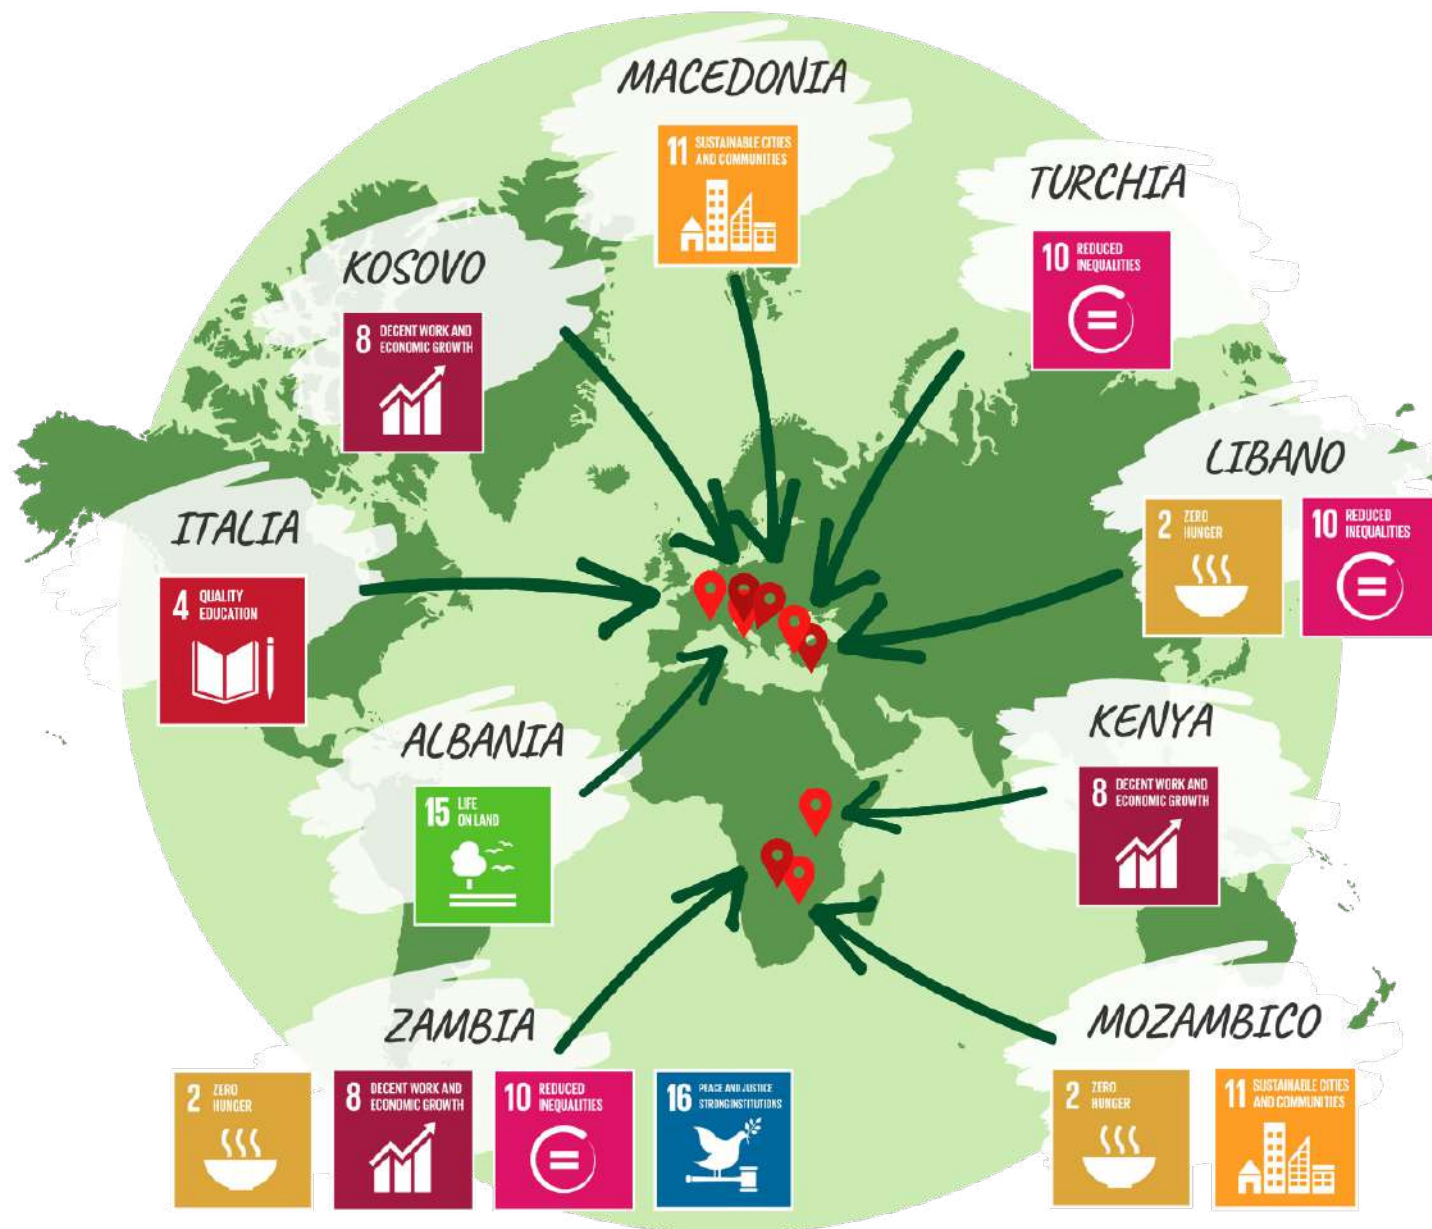 MACEDONIA
11 SUSTAINABLE CITIES
AND COMMUNITIES
TURCHIA
10 REDUCED
INEQUALITIES
KOSOVO
8 DECENT WORK AND
ECONOMIC GROWTH
LIBANO
2 ZERO
HUNGER
10 REDUCED
INEQUALITIES
ITALIA
4 QUALITY
EDUCATION
ALBANIA
15 LIFE
ON LAND
KENYA
8 DECENT WORK AND
ECONOMIC GROWTH
ZAMBIA
2 ZERO
HUNGER
8 DECENT WORK AND
ECONOMIC GROWTH
10 REDUCED
INEQUALITIES
16 PEACE AND JUSTICE
STRONG INSTITUTIONS
MOZAMBICO
2 ZERO
HUNGER
11 SUSTAINABLE CITIES
AND COMMUNITIES